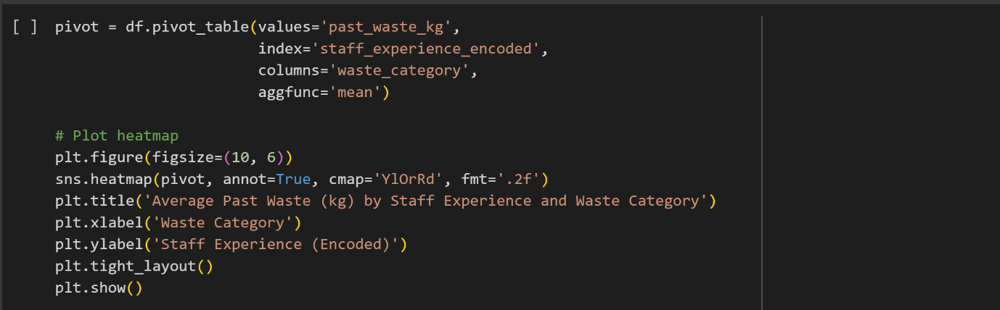 [ ] pivot = df.pivot_table(values='past_waste_kg',
                       index='staff_experience_encoded',
                       columns='waste_category',
                       aggfunc='mean')
# Plot heatmap
plt.figure(figsize=(10, 6))
sns.heatmap(pivot, annot=True, cmap='YlOrRd', fmt='.2f')
plt.title('Average Past Waste (kg) by Staff Experience and Waste Category')
plt.xlabel('Waste Category')
plt.ylabel('Staff Experience (Encoded)')
plt.tight_layout()
plt.show()